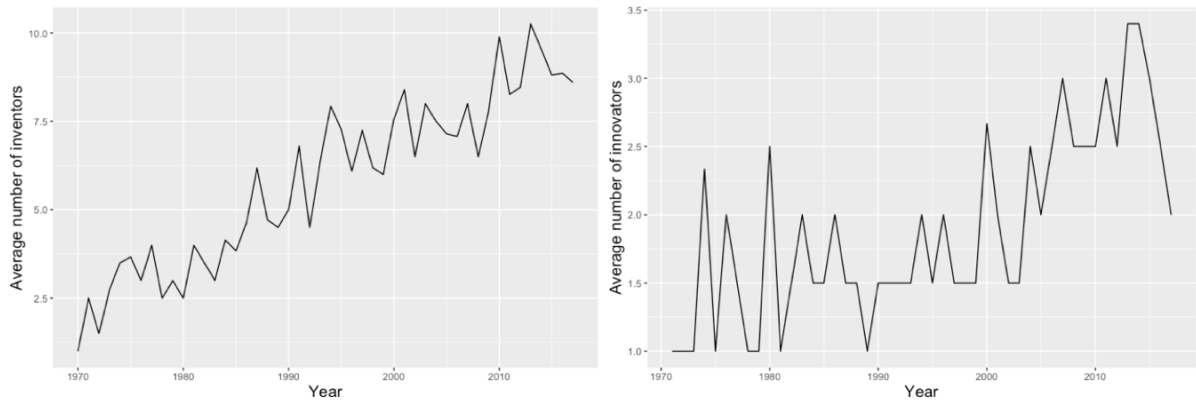 Average number of inventors
10.0
7.5
5.0
2.5
1970 1980 1990 2000 2010
Year
Average number of innovators
3.5
3.0
2.5
2.0
1.5
1.0
1970 1980 1990 2000 2010
Year